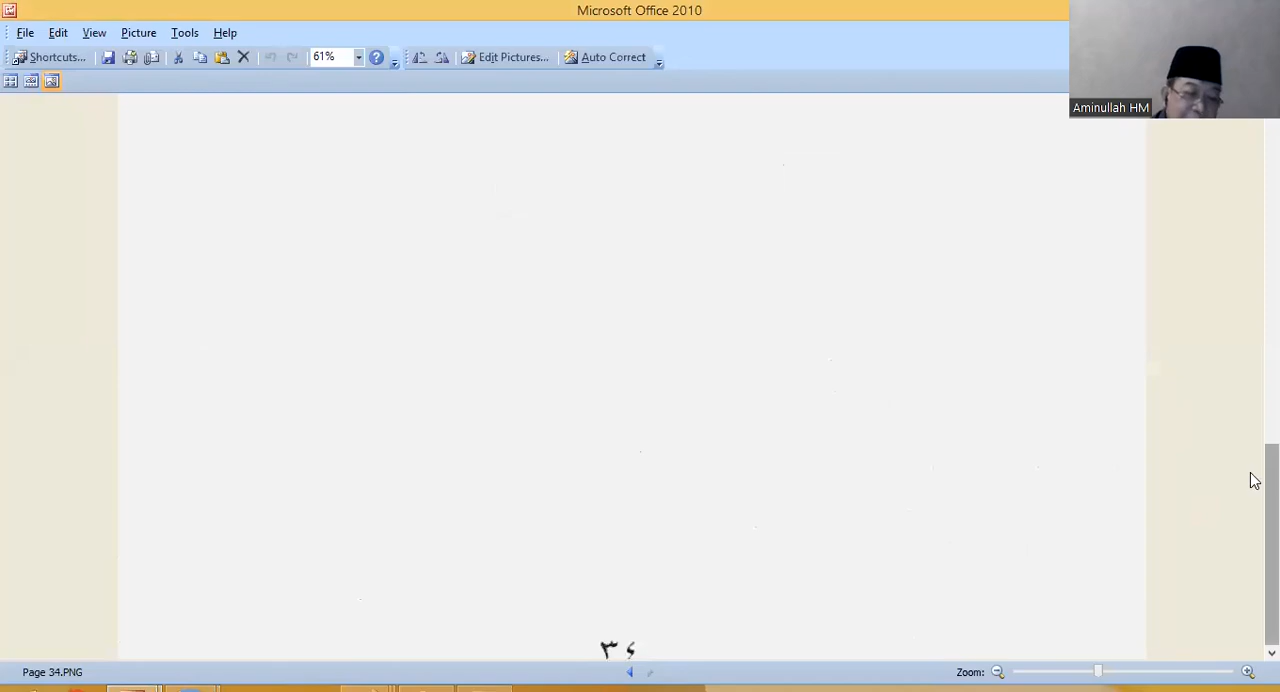 Microsoft Office 2010
File Edit View Picture Tools Help
Shortcuts... 61% Edit Pictures... Auto Correct
Aminullah HM
Page 34.PNG
Zoom: